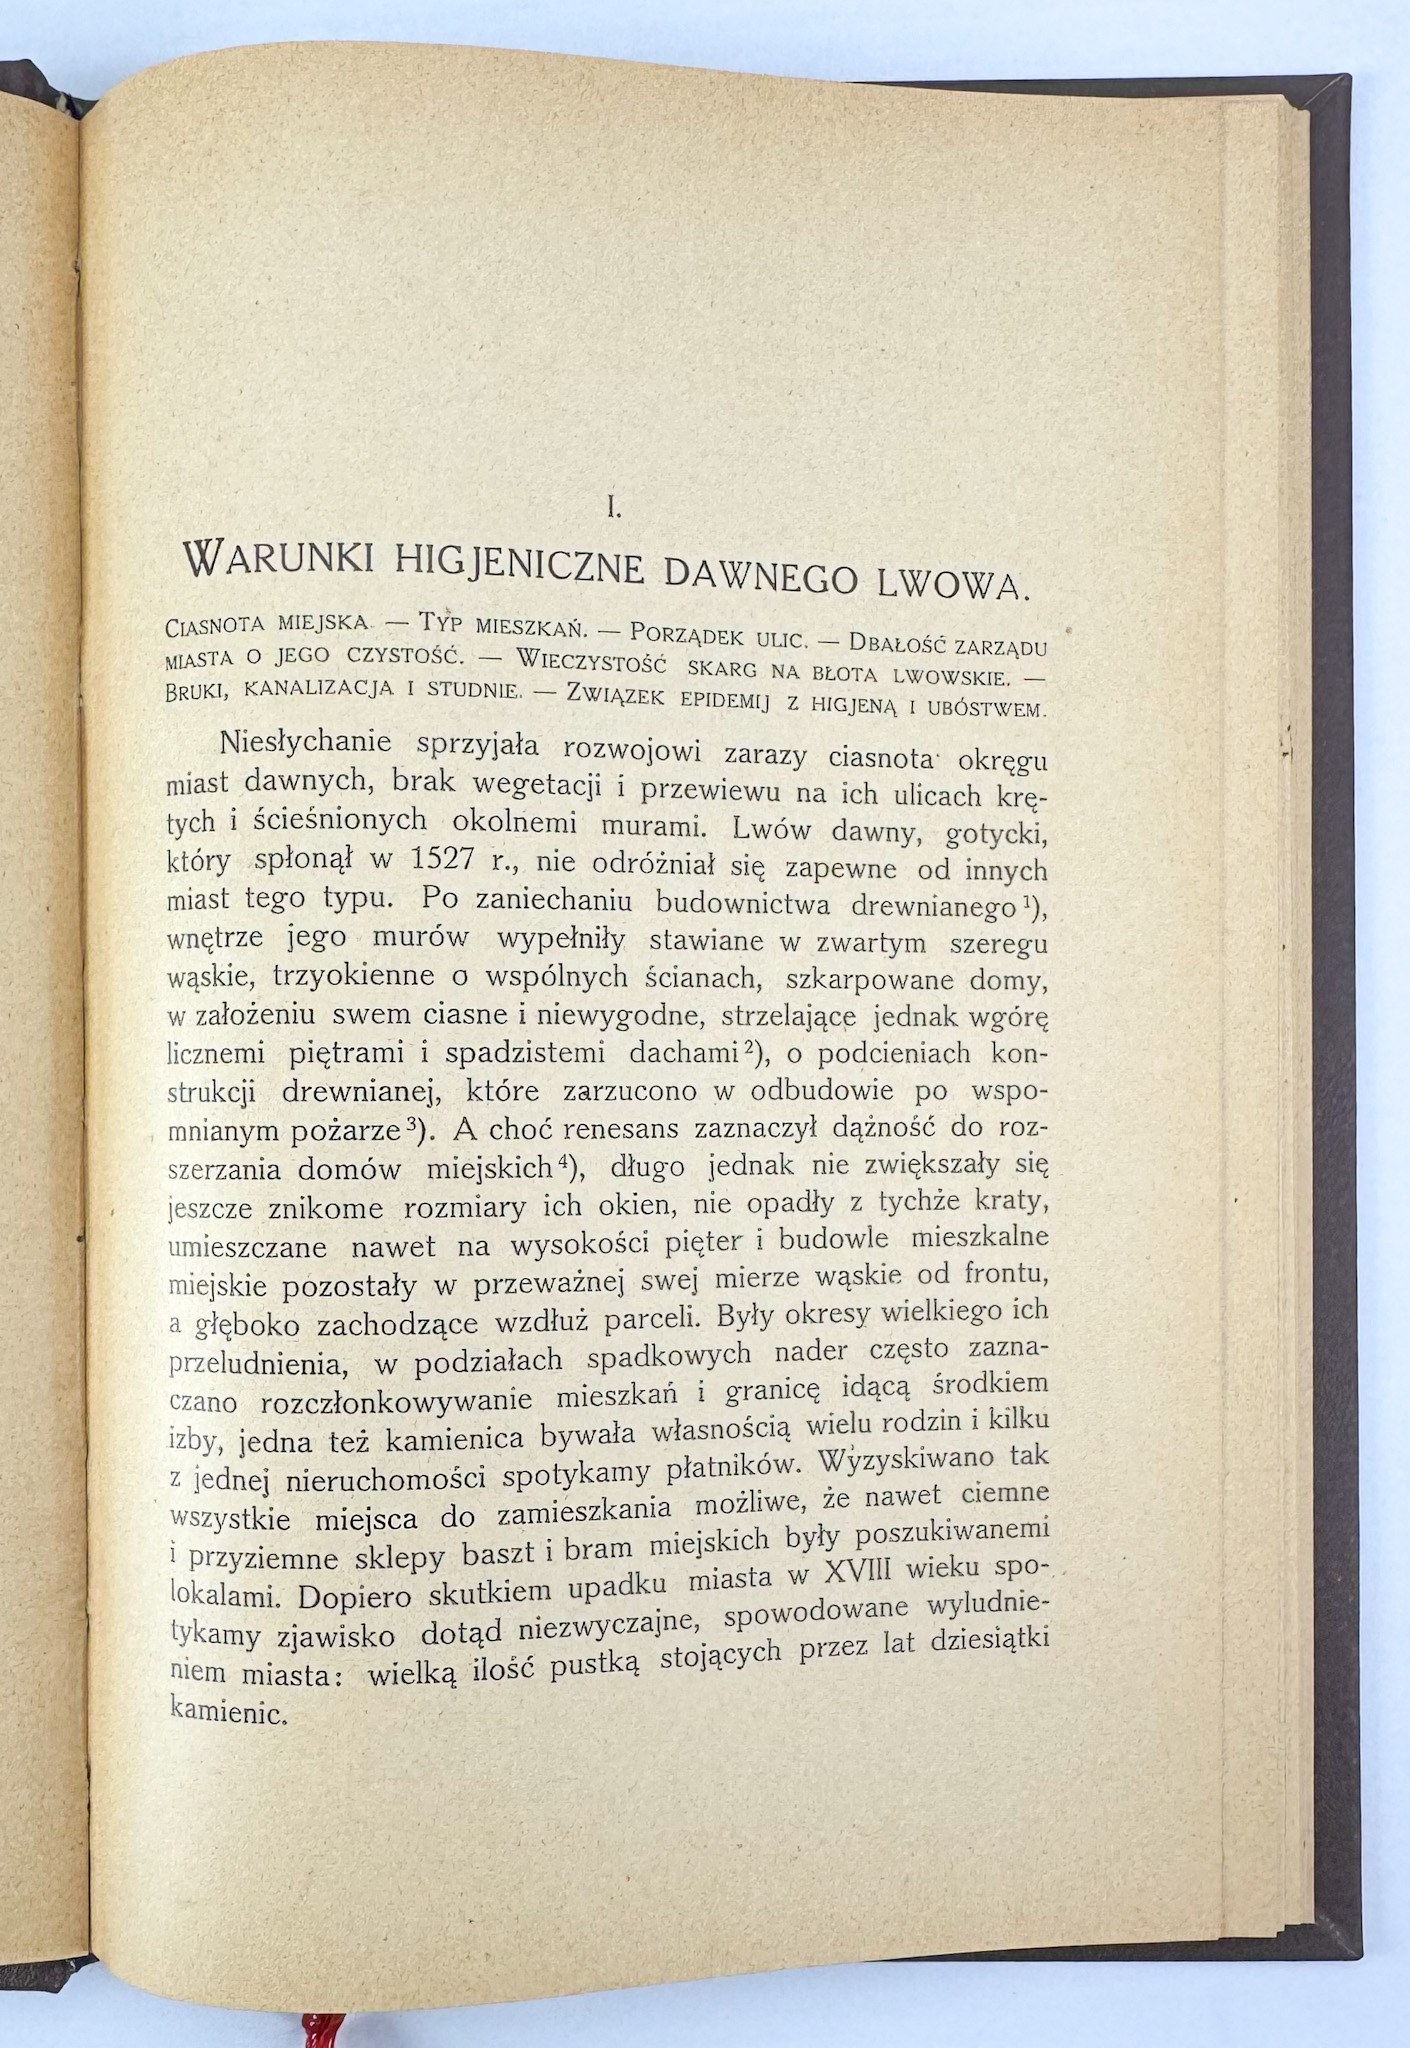 I.
WARUNKI HIGJENICZNE DAWNEGO LWOWA.
CIASNOTA MIEJSKA — TYP MIESZKAŃ. — PORZĄDEK ULIC. — DBAŁOŚĆ ZARZĄDU
MIASTA O JEGO CZYSTOŚĆ. — WIECZYSTOŚĆ SKARG NA BŁOTA LWOWSKIE. —
BRUKI, KANALIZACJA I STUDNIE. — ZWIĄZEK EPIDEMIJ Z HIGJENĄ I UBÓSTWEM.
Niesłychanie sprzyjała rozwojowi zarazy ciasnota okręgu
miast dawnych, brak wegetacji i przewiewu na ich ulicach krę-
tych i ścieśnionych okolnemi murami. Lwów dawny, gotycki,
który spłonął w 1527 r., nie odróżniał się zapewne od innych
miast tego typu. Po zaniechaniu budownictwa drewnianego ¹),
wnętrze jego murów wypełniły stawiane w zwartym szeregu
wąskie, trzyokienne o wspólnych ścianach, szkarpowane domy,
w założeniu swem ciasne i niewygodne, strzelające jednak wgórę
licznemi piętrami i spadzistemi dachami ²), o podcieniach kon-
strukcji drewnianej, które zarzucono w odbudowie po wspo-
mnianym pożarze ³). A choć renesans zaznaczył dążność do roz-
szerzania domów miejskich ⁴), długo jednak nie zwiększały się
jeszcze znikome rozmiary ich okien, nie opadły z tychże kraty,
umieszczane nawet na wysokości pięter i budowle mieszkalne
miejskie pozostały w przeważnej swej mierze wąskie od frontu,
a głęboko zachodzące wzdłuż parceli. Były okresy wielkiego ich
przeludnienia, w podziałach spadkowych nader często zazna-
czano rozczłonkowywanie mieszkań i granicę idącą środkiem
izby, jedna też kamienica bywała własnością wielu rodzin i kilku
z jednej nieruchomości spotykamy płatników. Wyzyskiwano tak
wszystkie miejsca do zamieszkania możliwe, że nawet ciemne
i przyziemne sklepy baszt i bram miejskich były poszukiwanemi
lokalami. Dopiero skutkiem upadku miasta w XVIII wieku spo-
tykamy zjawisko dotąd niezwyczajne, spowodowane wyludnie-
niem miasta: wielką ilość pustką stojących przez lat dziesiątki
kamienic.